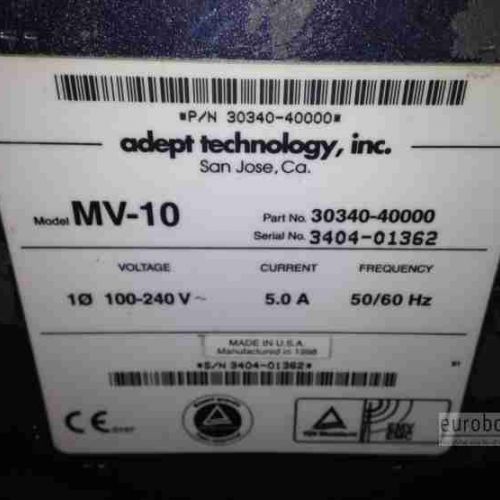 *P/N 30340-40000*
adept technology, inc.
San Jose, Ca.
Model MV-10 Part No. 30340-40000
Serial No. 3404-01362
VOLTAGE CURRENT FREQUENCY
1Ø 100-240 V ~ 5.0 A 50/60 Hz
MADE IN U.S.A.
Manufactured in 1998
*S/N 3404-01362*
CE
EMC
eurobo